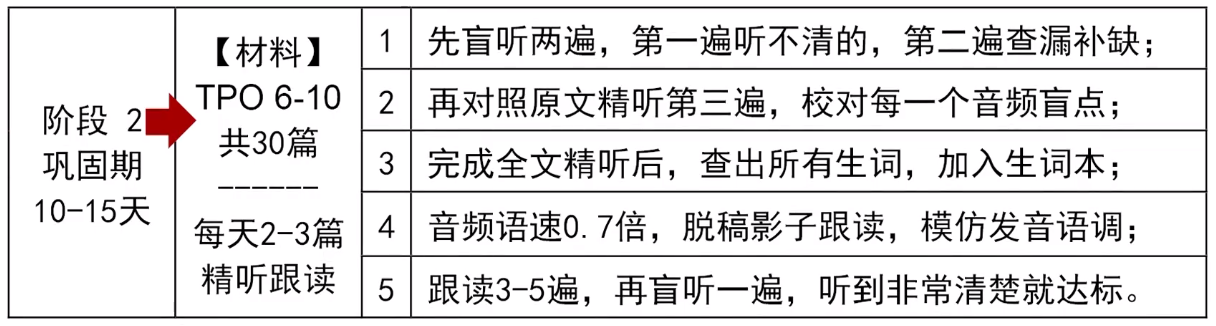 阶段 2
巩固期
10-15天
【材料】
TPO 6-10
共30篇
------
每天2-3篇
精听跟读
1 先盲听两遍，第一遍听不清的，第二遍查漏补缺；
2 再对照原文精听第三遍，校对每一个音频盲点；
3 完成全文精听后，查出所有生词，加入生词本；
4 音频语速0.7倍，脱稿影子跟读，模仿发音语调；
5 跟读3-5遍，再盲听一遍，听到非常清楚就达标。